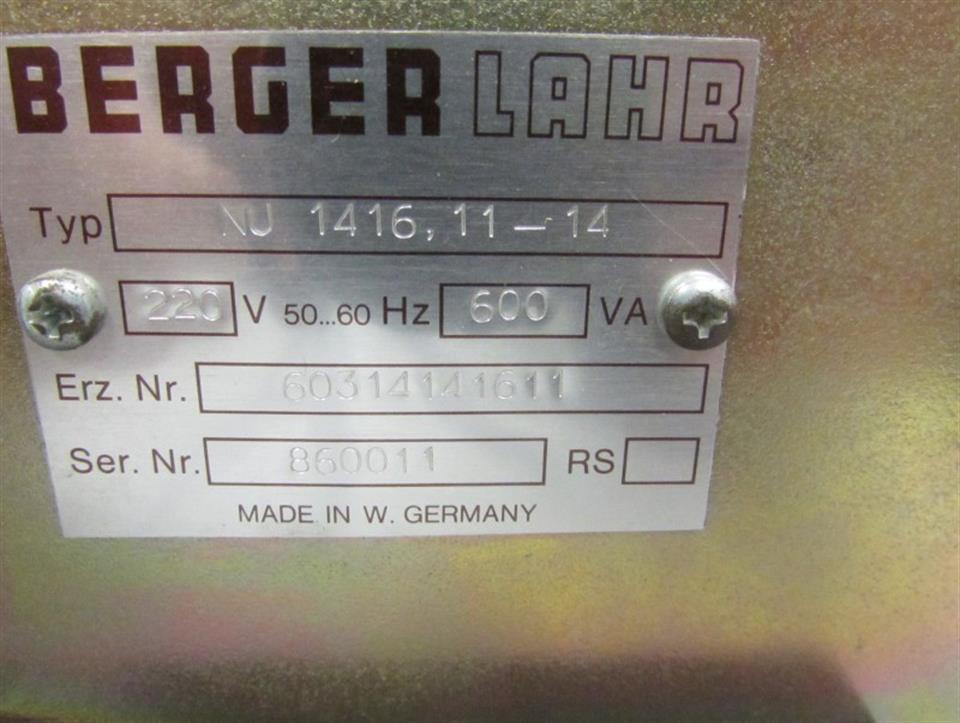 BERGER LAHR
Typ NU 1416,11-14
220 V 50...60 Hz 600 VA
Erz. Nr. 60314141611
Ser. Nr. 860011 RS
MADE IN W. GERMANY